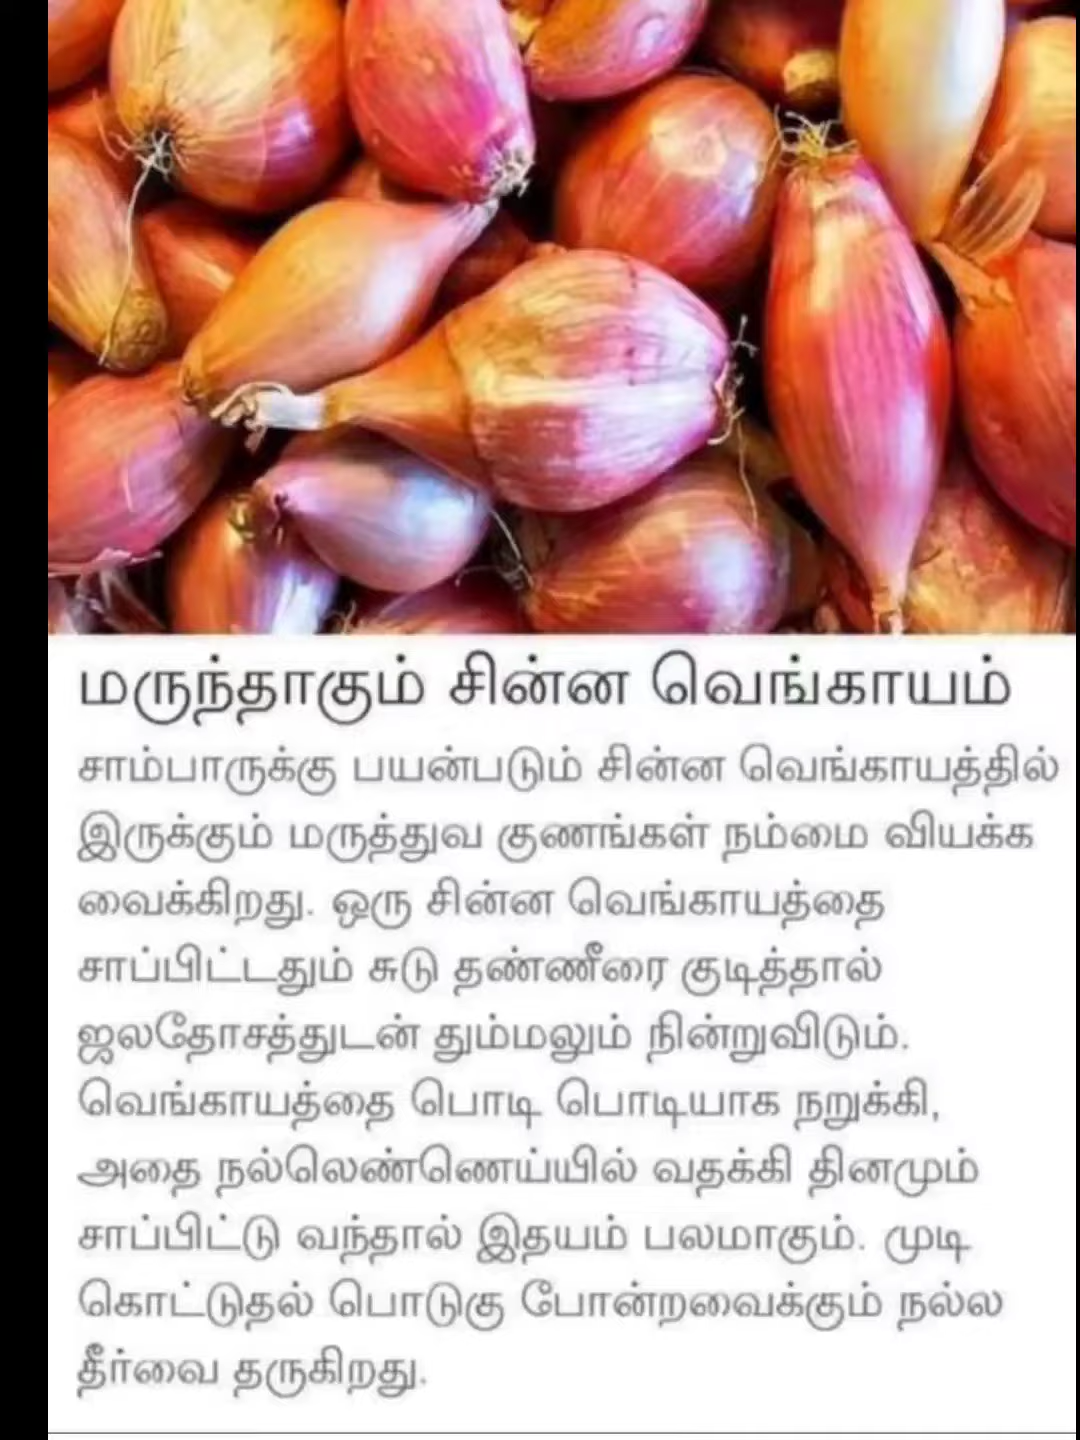 மருந்தாகும் சின்ன வெங்காயம்
சாம்பாருக்கு பயன்படும் சின்ன வெங்காயத்தில்
இருக்கும் மருத்துவ குணங்கள் நம்மை வியக்க
வைக்கிறது. ஒரு சின்ன வெங்காயத்தை
சாப்பிட்டதும் சுடு தண்ணீரை குடித்தால்
ஜலதோசத்துடன் தும்மலும் நின்றுவிடும்.
வெங்காயத்தை பொடி பொடியாக நறுக்கி,
அதை நல்லெண்ணெய்யில் வதக்கி தினமும்
சாப்பிட்டு வந்தால் இதயம் பலமாகும். முடி
கொட்டுதல் பொடுகு போன்றவைக்கும் நல்ல
தீர்வை தருகிறது.